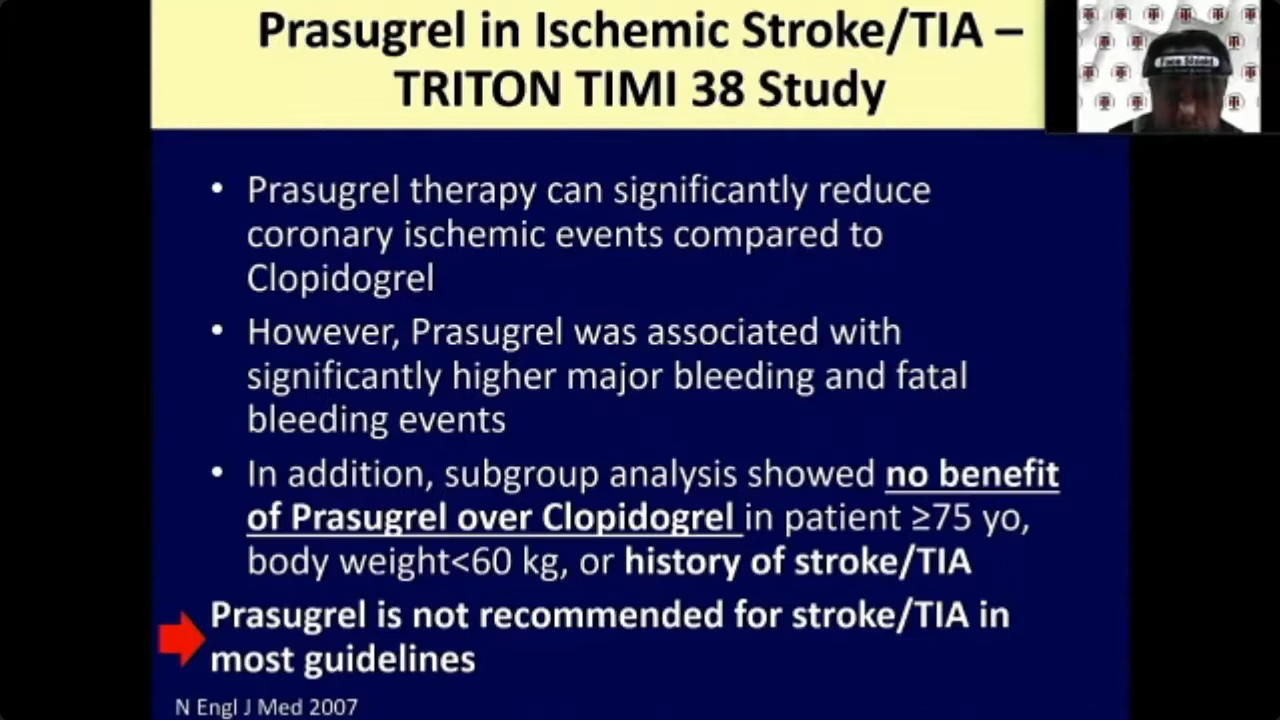 Prasugrel in Ischemic Stroke/TIA –
TRITON TIMI 38 Study
• Prasugrel therapy can significantly reduce
coronary ischemic events compared to
Clopidogrel
• However, Prasugrel was associated with
significantly higher major bleeding and fatal
bleeding events
• In addition, subgroup analysis showed no benefit
of Prasugrel over Clopidogrel in patient ≥75 yo,
body weight<60 kg, or history of stroke/TIA
Prasugrel is not recommended for stroke/TIA in
most guidelines
N Engl J Med 2007